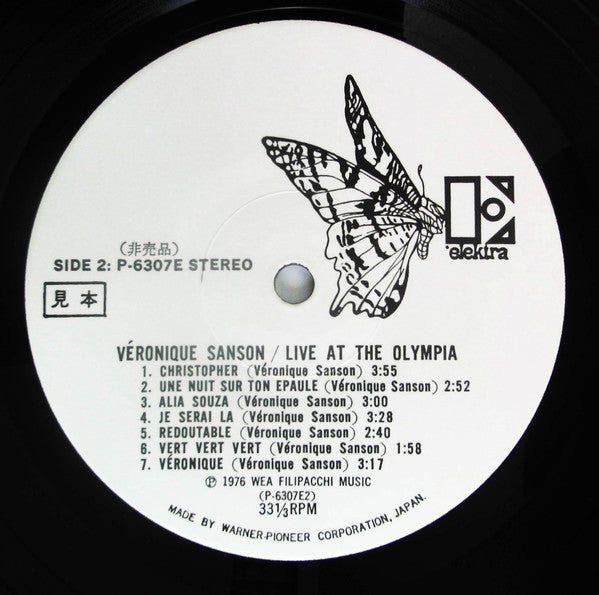 elektra
(非売品)
SIDE 2: P-6307E STEREO
見本
VÉRONIQUE SANSON / LIVE AT THE OLYMPIA
1. CHRISTOPHER (Véronique Sanson) 3:55
2. UNE NUIT SUR TON EPAULE (Véronique Sanson) 2:52
3. ALIA SOUZA (Véronique Sanson) 3:00
4. JE SERAI LA (Véronique Sanson) 3:28
5. REDOUTABLE (Véronique Sanson) 2:40
6. VERT VERT VERT (Véronique Sanson) 1:58
7. VÉRONIQUE (Véronique Sanson) 3:17
℗ 1976 WEA FILIPACCHI MUSIC
(P-6307E2)
33⅓RPM
MADE BY WARNER-PIONEER CORPORATION, JAPAN.